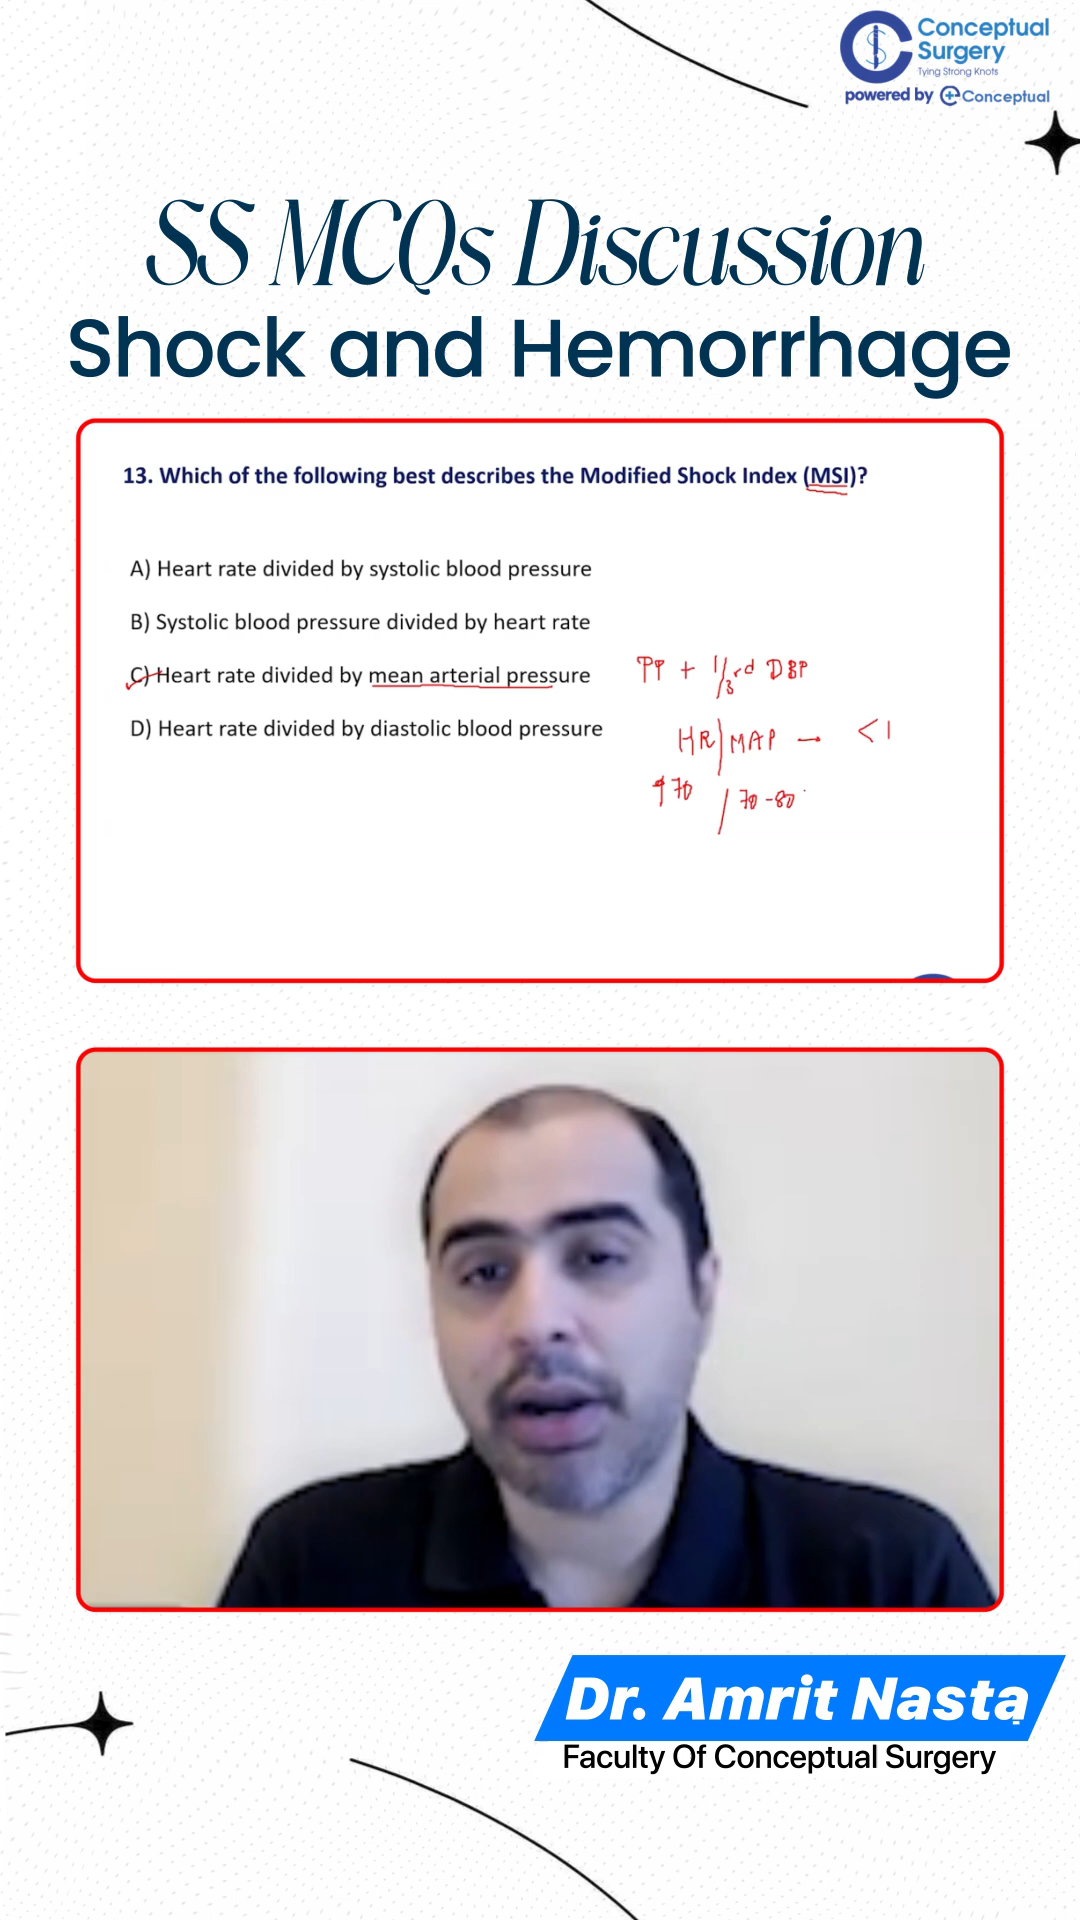 Conceptual
Surgery
Tying Strong Knots
powered by Conceptual
SS MCQs Discussion
Shock and Hemorrhage
13. Which of the following best describes the Modified Shock Index (MSI)?
A) Heart rate divided by systolic blood pressure
B) Systolic blood pressure divided by heart rate
C) Heart rate divided by mean arterial pressure
PP + 1/3rd DBP
D) Heart rate divided by diastolic blood pressure
HR/MAP → <1
70 / 70-80
Dr. Amrit Nasta
Faculty Of Conceptual Surgery